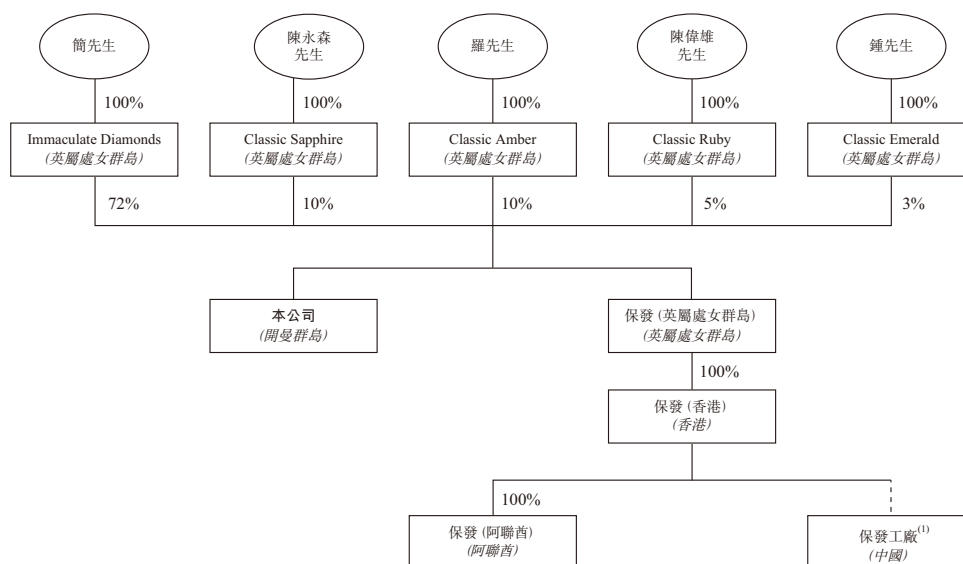 簡先生
陳永森
先生
羅先生
陳偉雄
先生
鍾先生
100%
100%
100%
100%
100%
Immaculate Diamonds
(英屬處女群島)
Classic Sapphire
(英屬處女群島)
Classic Amber
(英屬處女群島)
Classic Ruby
(英屬處女群島)
Classic Emerald
(英屬處女群島)
72%
10%
10%
5%
3%
本公司
(開曼群島)
保發 (英屬處女群島)
(英屬處女群島)
100%
保發 (香港)
(香港)
100%
保發 (阿聯酋)
(阿聯酋)
保發工廠(1)
(中國)